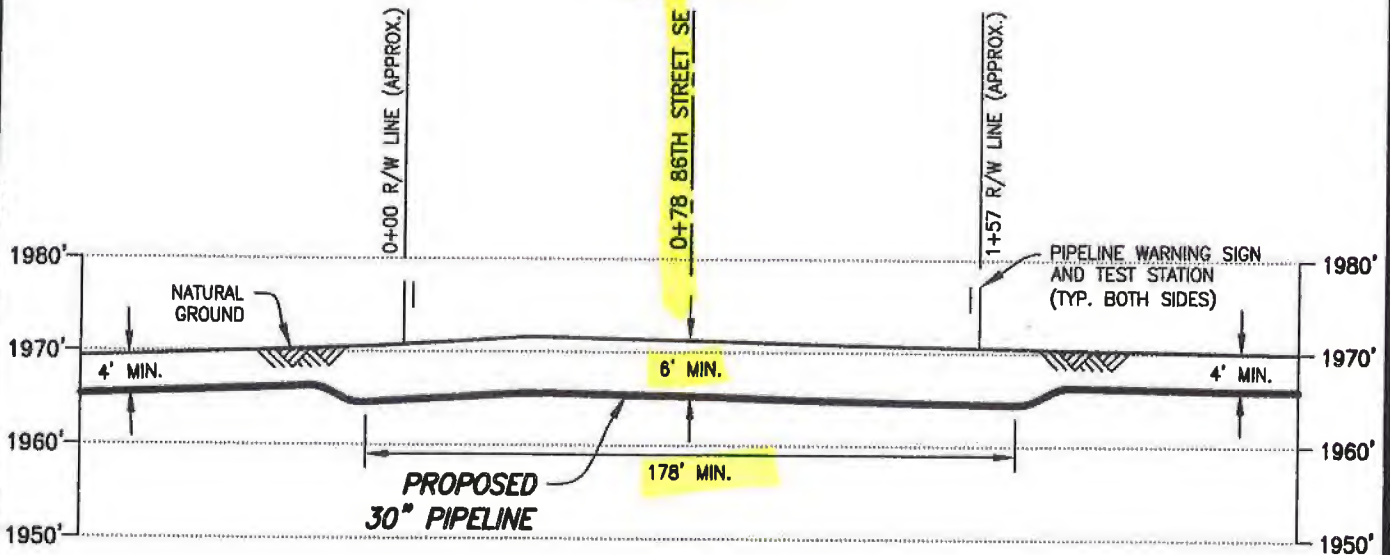 0+00 R/W LINE (APPROX.)
0+78 86TH STREET SE
1+57 R/W LINE (APPROX.)
1980'
PIPELINE WARNING SIGN
AND TEST STATION
(TYP. BOTH SIDES)
1980'
NATURAL
GROUND
1970'
1970'
4' MIN.
6' MIN.
4' MIN.
1960'
1960'
178' MIN.
PROPOSED
30" PIPELINE
1950'
1950'